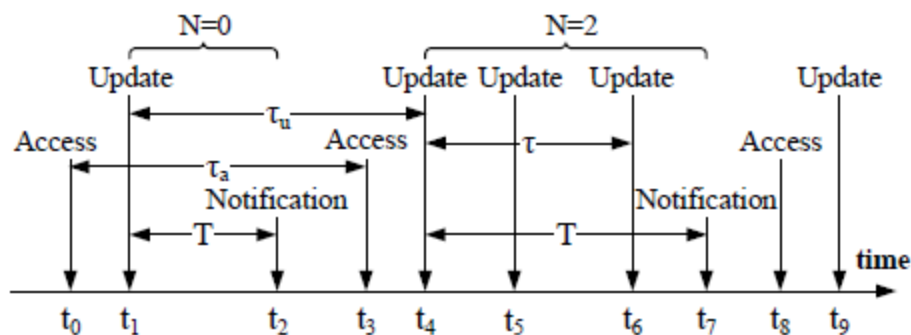 N=0 N=2
Update Update Update Update Update
τu
Access Access τ Access
τa
Notification Notification
T T
time
t0 t1 t2 t3 t4 t5 t6 t7 t8 t9